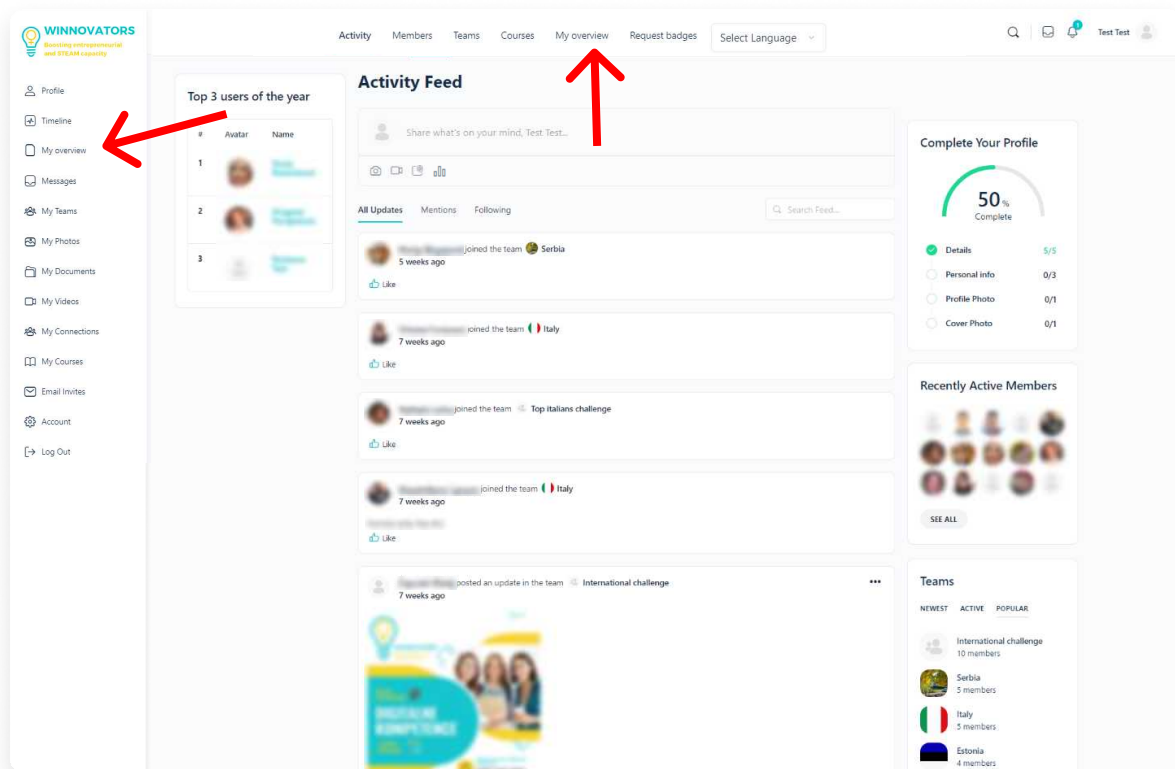 WINNOVATORS
Boosting entrepreneurial
and STEAM capacity
Activity Members Teams Courses My overview Request badges Select Language
Test Test
Profile
Timeline
My overview
Messages
My Teams
My Photos
My Documents
My Videos
My Connections
My Courses
Email Invites
Account
Log Out
Top 3 users of the year
# Avatar Name
1
2
3
Activity Feed
Share what's on your mind, Test Test...
All Updates Mentions Following
Search Feed...
joined the team Serbia
5 weeks ago
Like
joined the team Italy
7 weeks ago
Like
joined the team Top italians challenge
7 weeks ago
Like
joined the team Italy
7 weeks ago
Like
posted an update in the team International challenge
7 weeks ago
DIGITALNE
KOMPETENCE
Complete Your Profile
50%
Complete
Details 5/5
Personal info 0/3
Profile Photo 0/1
Cover Photo 0/1
Recently Active Members
SEE ALL
Teams
NEWEST ACTIVE POPULAR
International challenge
10 members
Serbia
5 members
Italy
5 members
Estonia
4 members